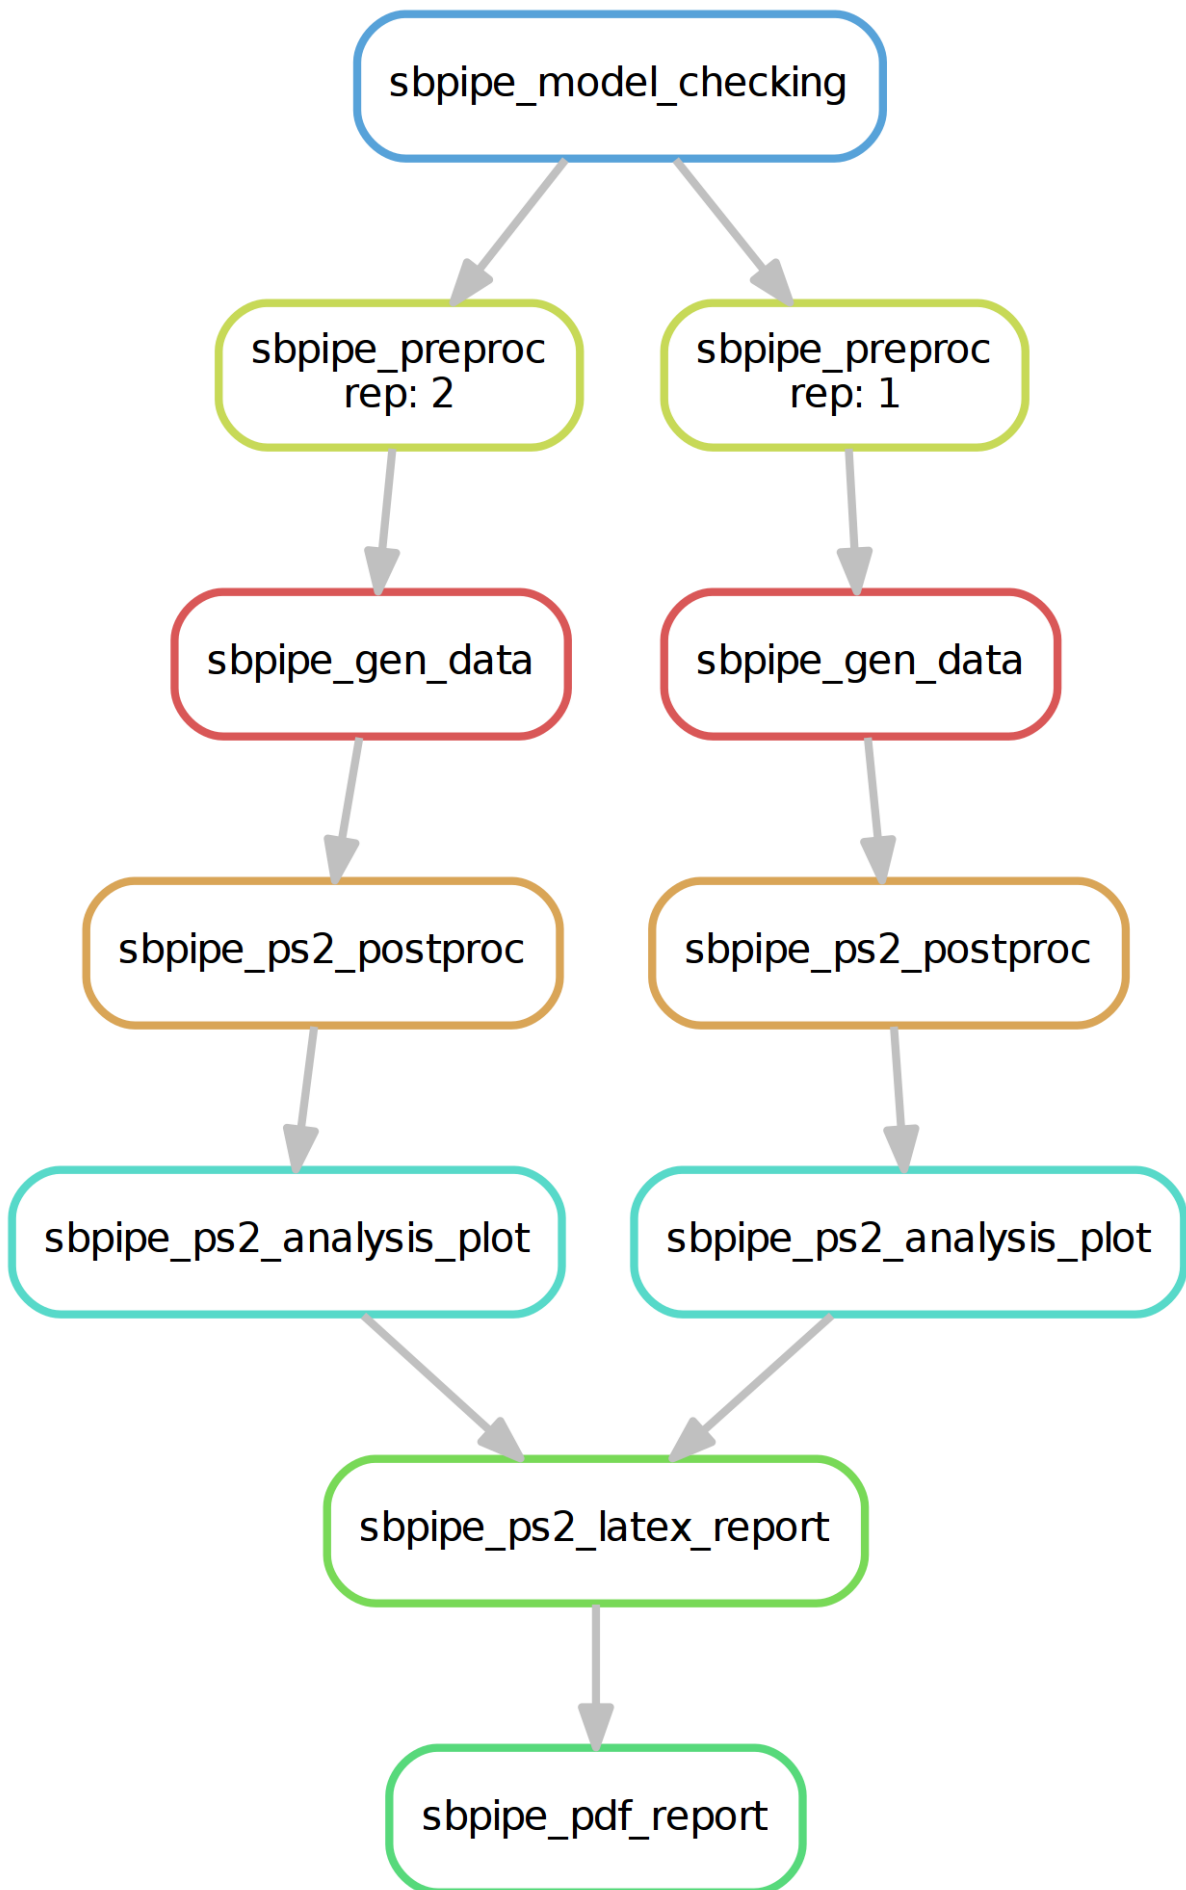 sbpipe_model_checking
sbpipe_preproc
rep: 2
sbpipe_preproc
rep: 1
sbpipe_gen_data
sbpipe_gen_data
sbpipe_ps2_postproc
sbpipe_ps2_postproc
sbpipe_ps2_analysis_plot
sbpipe_ps2_analysis_plot
sbpipe_ps2_latex_report
sbpipe_pdf_report